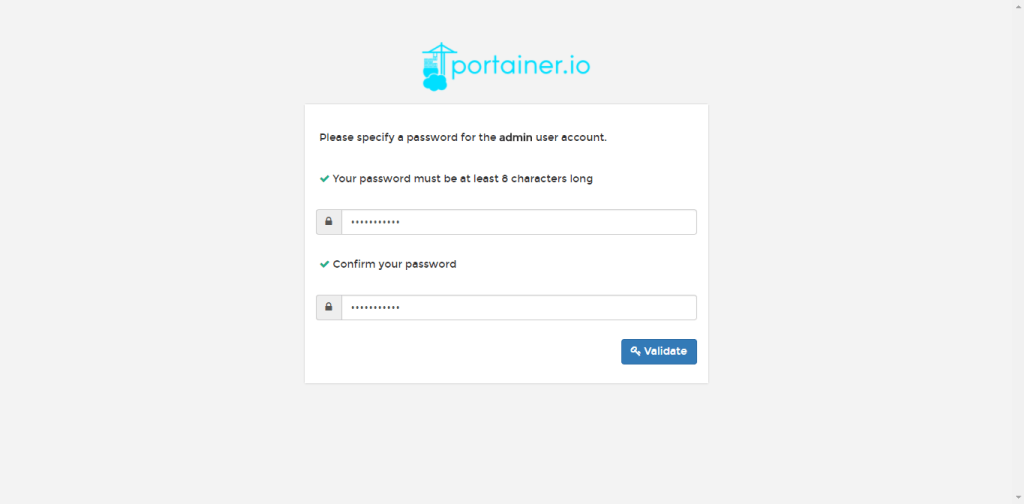 portainer.io
Please specify a password for the admin user account.
Your password must be at least 8 characters long
•••••••••••
Confirm your password
•••••••••••
Validate